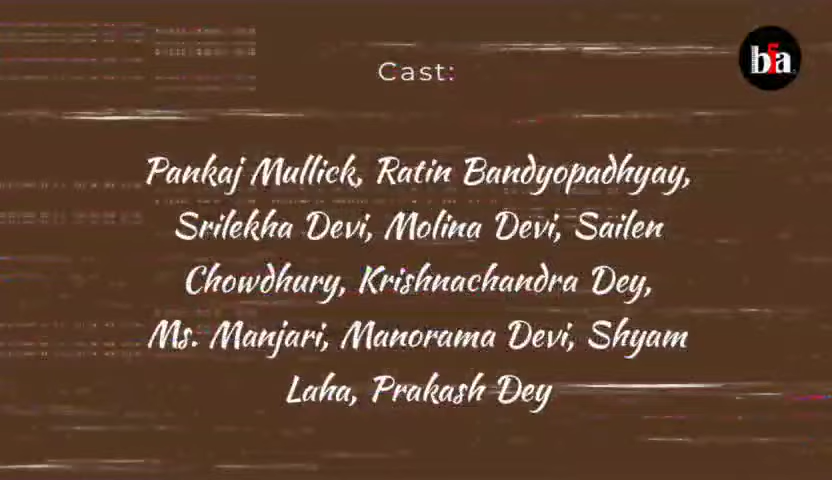 Cast:
bfa
Pankaj Mullick, Ratin Bandyopadhyay,
Srilekha Devi, Molina Devi, Sailen
Chowdhury, Krishnachandra Dey,
Ms. Manjari, Manorama Devi, Shyam
Laha, Prakash Dey